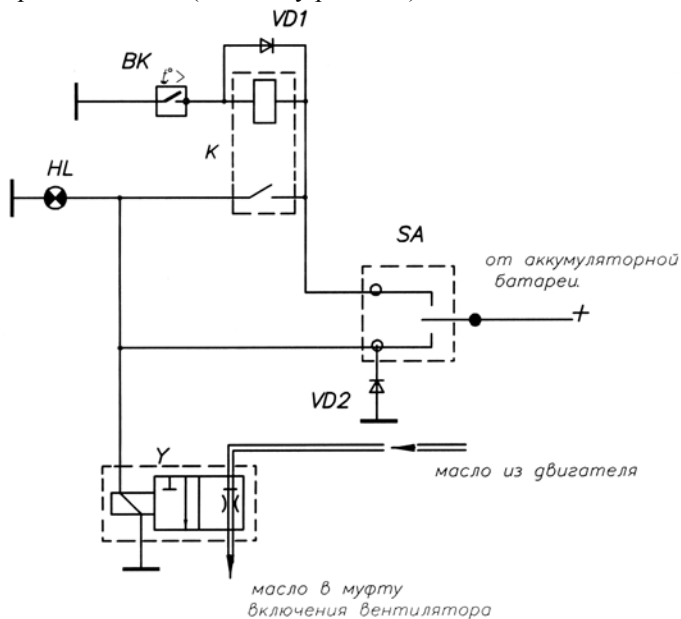 VD1
BK
t°>
K
HL
SA
от аккумуляторной
батареи.
+
VD2
Y
масло из двигателя
масло в муфту
включения вентилятора